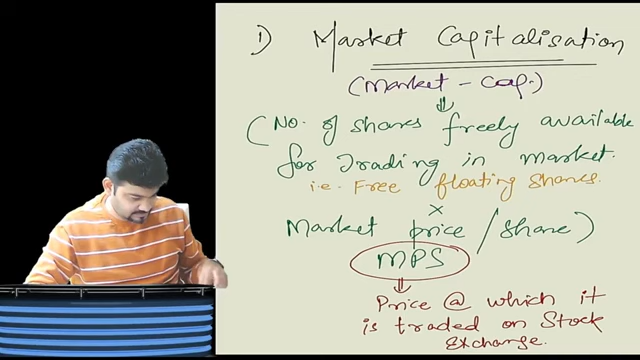 1) Market Capitalisation
(Market - Cap.)
⇓
(No. of shares freely available
for Trading in market.
i.e. Free floating shares.
×
Market price / share)
MPS
⇓
Price @ which it
is traded on Stock
Exchange.